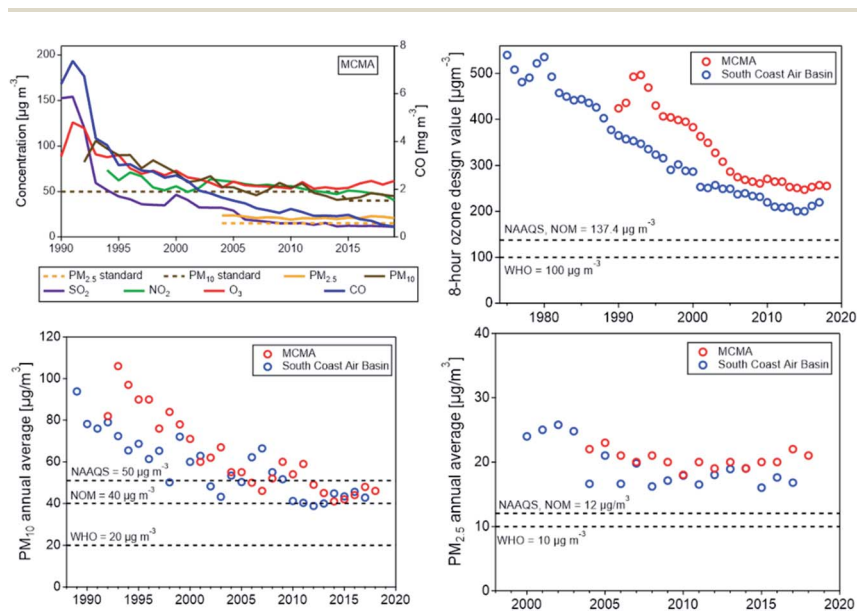 MCMA
Concentration [µg m⁻³]
200
150
100
50
0
1990
1995
2000
2005
2010
2015
8
6
4
2
0
CO [mg m⁻³]
PM₂.₅ standard
PM₁₀ standard
PM₂.₅
PM₁₀
SO₂
NO₂
O₃
CO
8-hour ozone design value [µgm⁻³]
500
400
300
200
100
0
MCMA
South Coast Air Basin
NAAQS, NOM = 137.4 µg m⁻³
WHO = 100 µg m⁻³
1980
1990
2000
2010
2020
PM₁₀ annual average [µg/m³]
120
100
80
60
40
20
0
MCMA
South Coast Air Basin
NAAQS = 50 µg m⁻³
NOM = 40 µg m⁻³
WHO = 20 µg m⁻³
1990
1995
2000
2005
2010
2015
2020
PM₂.₅ annual average [µg/m³]
40
30
20
10
0
MCMA
South Coast Air Basin
NAAQS, NOM = 12 µg/m³
WHO = 10 µg m⁻³
2000
2005
2010
2015
2020